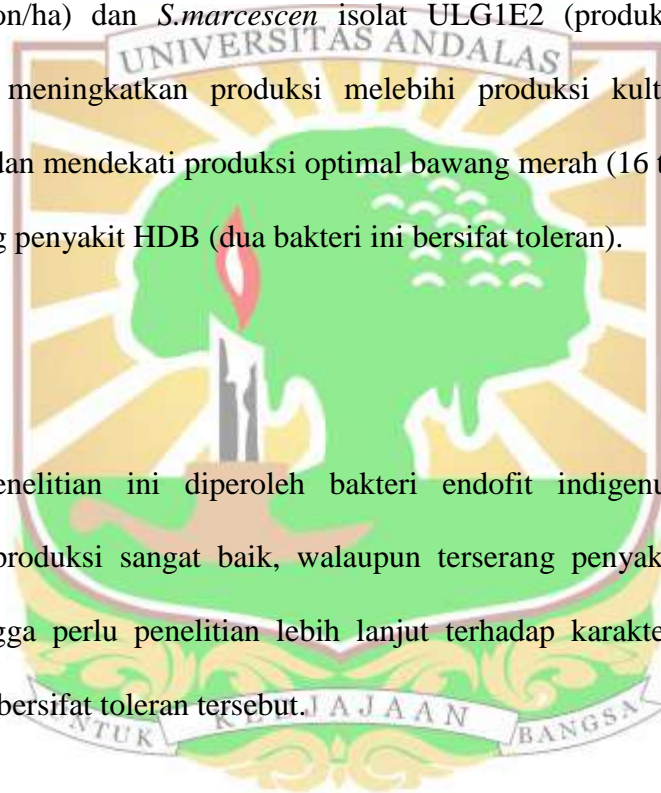 on/ha) dan S.marcescen isolat ULG1E2 (produk
UNIVERSITAS ANDALAS
meningkatkan produksi melebihi produksi kult
dan mendekati produksi optimal bawang merah (16 t
g penyakit HDB (dua bakteri ini bersifat toleran).
enelitian ini diperoleh bakteri endofit indigenu
produksi sangat baik, walaupun terserang penyak
gga perlu penelitian lebih lanjut terhadap karakte
bersifat toleran tersebut.
UNTUK KEDJAJAAN BANGSA